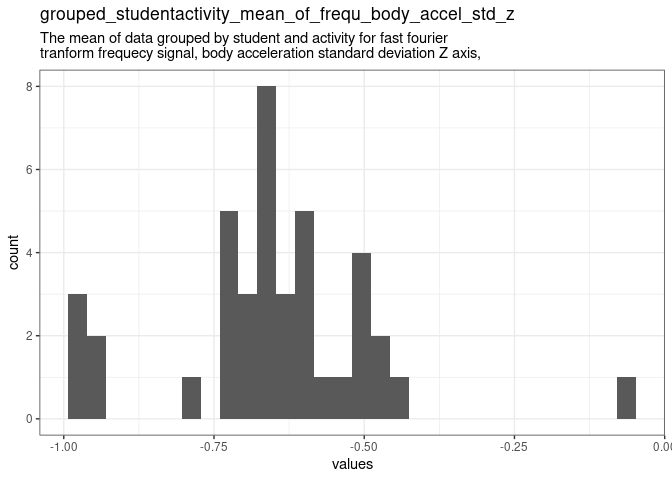 grouped_studentactivity_mean_of_frequ_body_accel_std_z
The mean of data grouped by student and activity for fast fourier
tranform frequecy signal, body acceleration standard deviation Z axis,
8
6
4
2
0
count
-1.00 -0.75 -0.50 -0.25 0.00
values